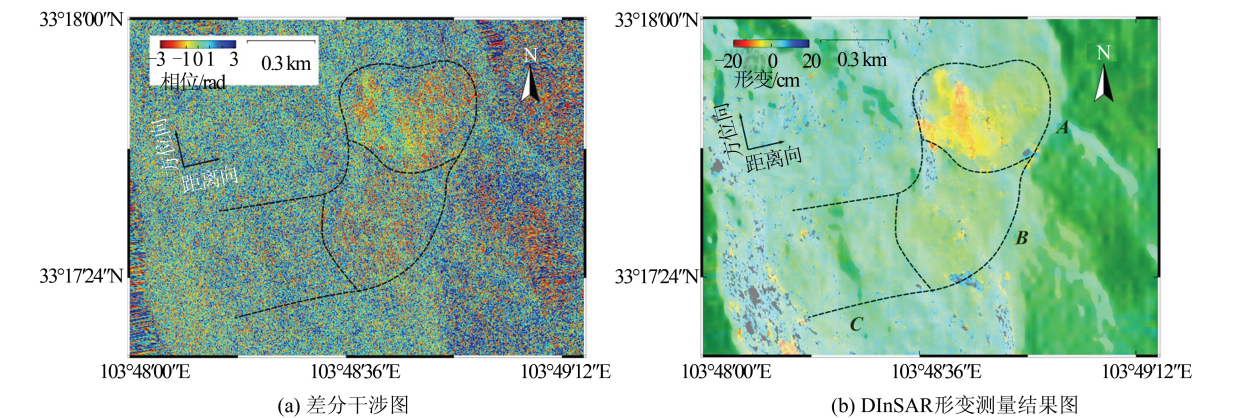 33°18′00″N
−3 −1 0 1 3
相位/rad
0.3 km
N
方位向
距离向
33°17′24″N
103°48′00″E
103°48′36″E
103°49′12″E
(a) 差分干涉图
33°18′00″N
−20 0 20
形变/cm
0.3 km
N
方位向
距离向
A
B
C
33°17′24″N
103°48′00″E
103°48′36″E
103°49′12″E
(b) DInSAR形变测量结果图